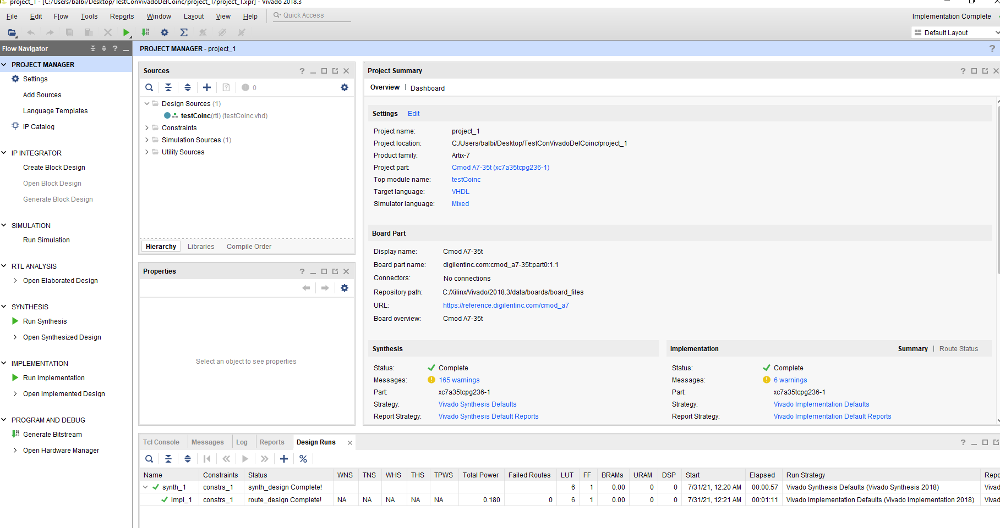 project_1 - [C:/Users/balbi/Desktop/TestConVivadoDelCoinc/project_1/project_1.xpr] - Vivado 2018.3
File Edit Flow Tools Reports Window Layout View Help Quick Access
Implementation Complete
Default Layout
Flow Navigator
PROJECT MANAGER
Settings
Add Sources
Language Templates
IP Catalog
IP INTEGRATOR
Create Block Design
Open Block Design
Generate Block Design
SIMULATION
Run Simulation
RTL ANALYSIS
Open Elaborated Design
SYNTHESIS
Run Synthesis
Open Synthesized Design
IMPLEMENTATION
Run Implementation
Open Implemented Design
PROGRAM AND DEBUG
Generate Bitstream
Open Hardware Manager
PROJECT MANAGER - project_1
Sources
0
Design Sources (1)
testCoinc(rtl) (testCoinc.vhd)
Constraints
Simulation Sources (1)
Utility Sources
Hierarchy Libraries Compile Order
Properties
Select an object to see properties
Project Summary
Overview | Dashboard
Settings Edit
Project name: project_1
Project location: C:/Users/balbi/Desktop/TestConVivadoDelCoinc/project_1
Product family: Artix-7
Project part: Cmod A7-35t (xc7a35tcpg236-1)
Top module name: testCoinc
Target language: VHDL
Simulator language: Mixed
Board Part
Display name: Cmod A7-35t
Board part name: digilentinc.com:cmod_a7-35t:part0:1.1
Connectors: No connections
Repository path: C:/Xilinx/Vivado/2018.3/data/boards/board_files
URL: https://reference.digilentinc.com/cmod_a7
Board overview: Cmod A7-35t
Synthesis
Status: Complete
Messages: 165 warnings
Part: xc7a35tcpg236-1
Strategy: Vivado Synthesis Defaults
Report Strategy: Vivado Synthesis Default Reports
Implementation Summary | Route Status
Status: Complete
Messages: 6 warnings
Part: xc7a35tcpg236-1
Strategy: Vivado Implementation Defaults
Report Strategy: Vivado Implementation Default Reports
Tcl Console Messages Log Reports Design Runs
Name Constraints Status WNS TNS WHS THS TPWS Total Power Failed Routes LUT FF BRAMs URAM DSP Start Elapsed Run Strategy Repo
synth_1 constrs_1 synth_design Complete! 6 1 0.00 0 0 7/31/21, 12:20 AM 00:00:57 Vivado Synthesis Defaults (Vivado Synthesis 2018) Vivad
impl_1 constrs_1 route_design Complete! NA NA NA NA NA 0.180 0 6 1 0.00 0 0 7/31/21, 12:21 AM 00:01:11 Vivado Implementation Defaults (Vivado Implementation 2018) Vivad